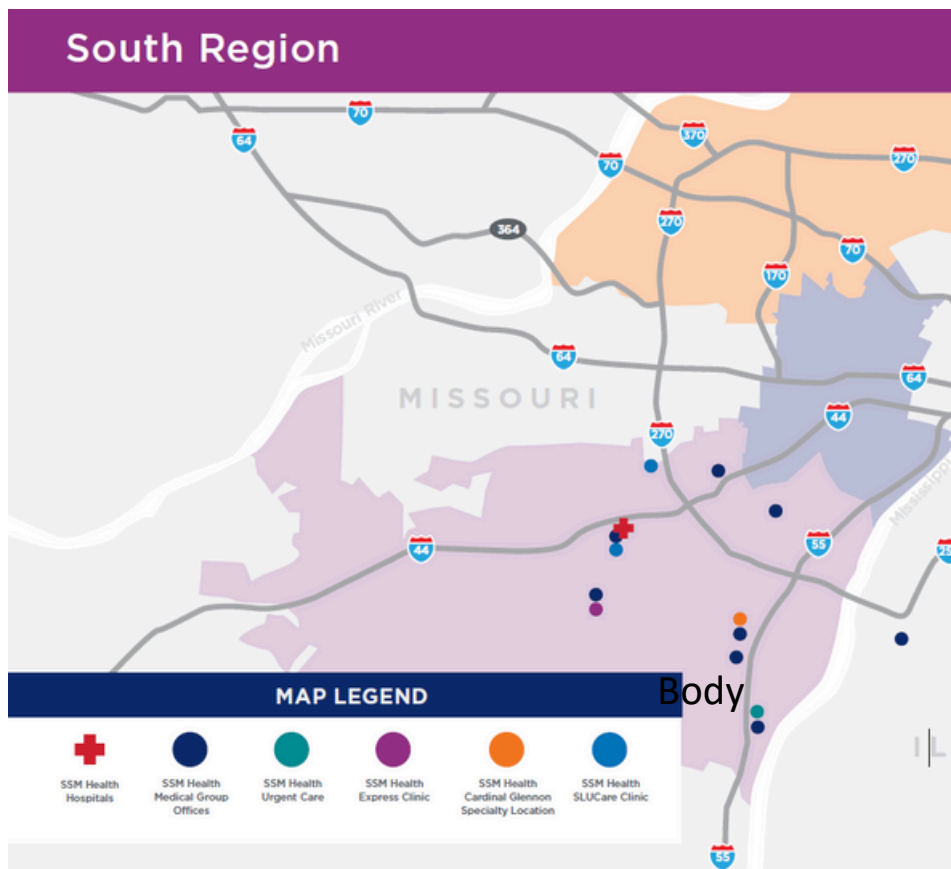 South Region
70
64
370
70
270
270
364
70
170
Missouri River
64
64
MISSOURI
44
270
Mississippi
55
44
Body
MAP LEGEND
IL
SSM Health
Hospitals
SSM Health
Medical Group
Offices
SSM Health
Urgent Care
SSM Health
Express Clinic
SSM Health
Cardinal Glennon
Specialty Location
SSM Health
SLUCare Clinic
55